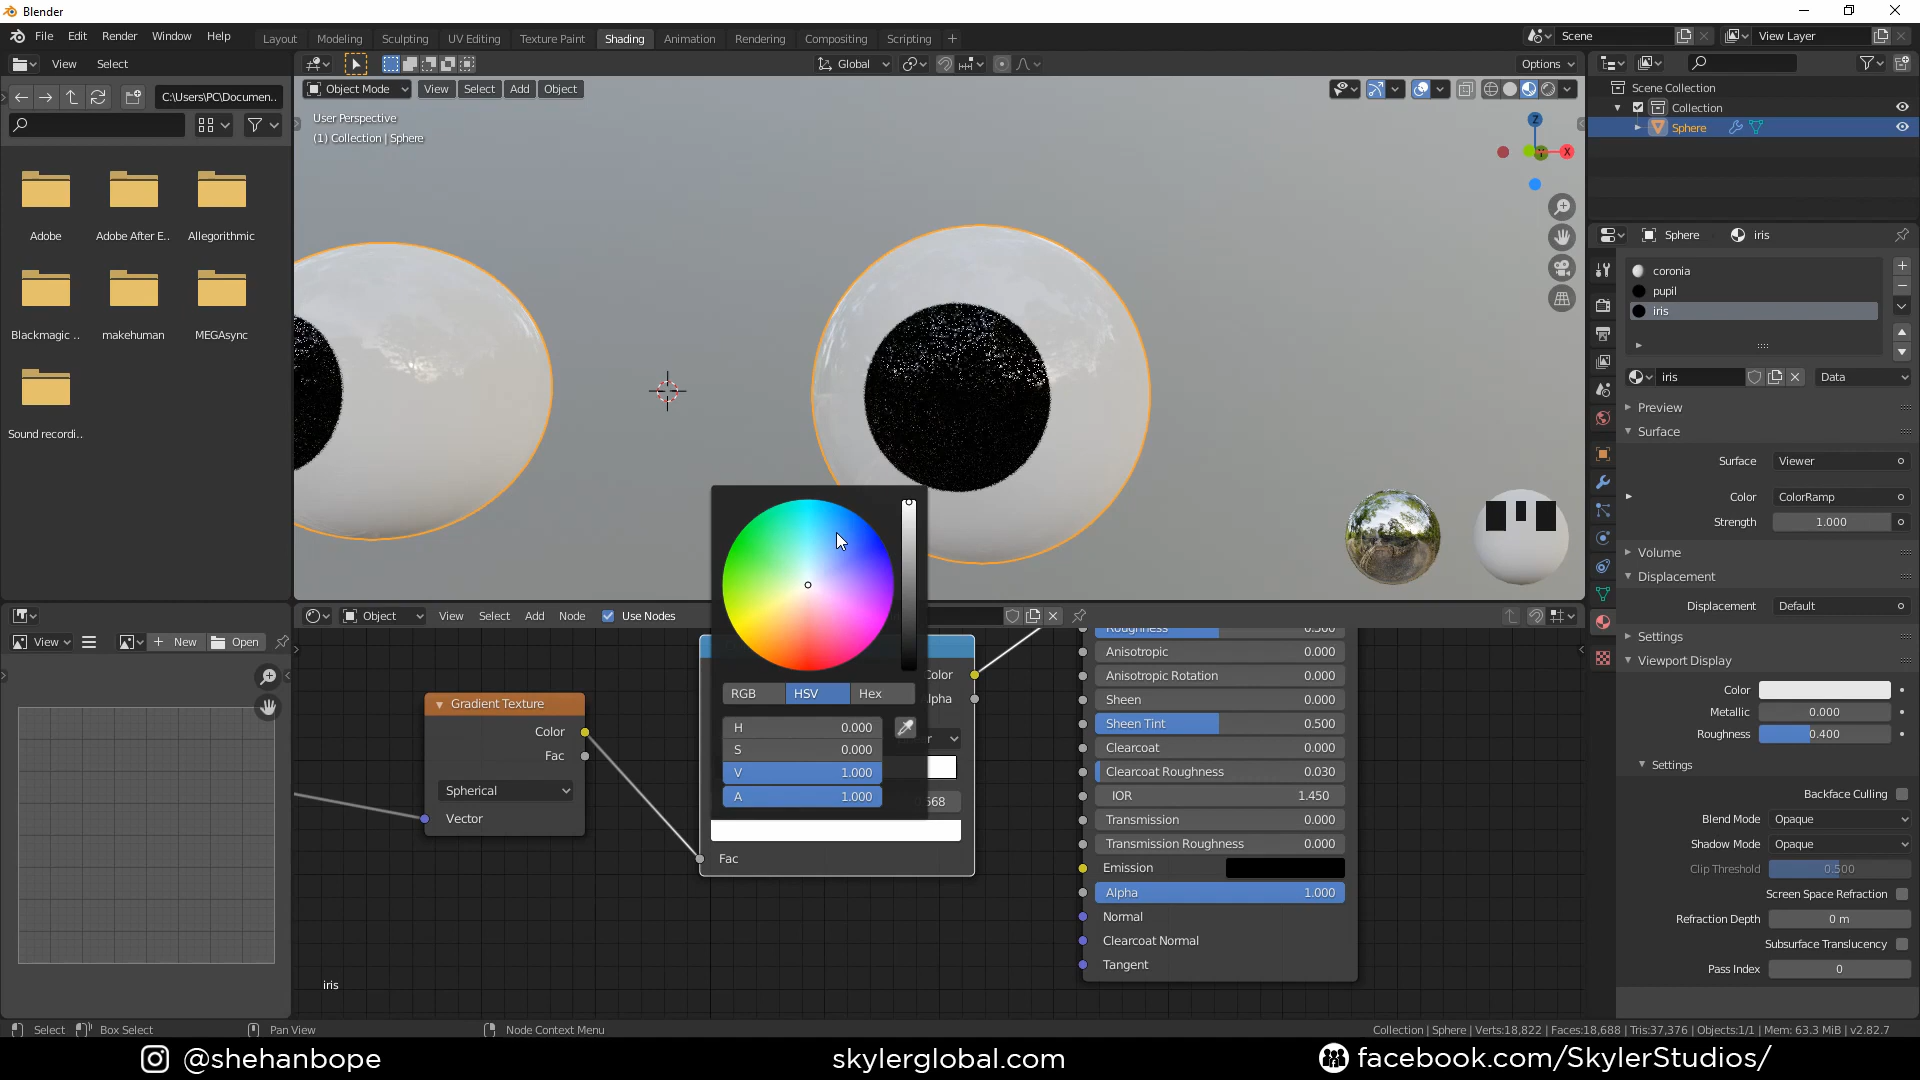 Blender
File Edit Render Window Help
Layout Modeling Sculpting UV Editing Texture Paint Shading Animation Rendering Compositing Scripting +
Scene
View Layer
View Select
Global
Options
C:\Users\PC\Documen..
Object Mode View Select Add Object
User Perspective
(1) Collection | Sphere
Z
X
Scene Collection
Collection
Sphere
Adobe
Adobe After E..
Allegorithmic
Blackmagic ..
makehuman
MEGAsync
Sound recordi..
Sphere
iris
coronia
pupil
iris
iris
Data
Preview
Surface
Surface Viewer
Color ColorRamp
Strength 1.000
Volume
Displacement
Displacement Default
Settings
Viewport Display
Color
Metallic 0.000
Roughness 0.400
Settings
Backface Culling
Blend Mode Opaque
Shadow Mode Opaque
Clip Threshold 0.500
Screen Space Refraction
Refraction Depth 0 m
Subsurface Translucency
Pass Index 0
View
New
Open
Object View Select Add Node Use Nodes
Gradient Texture
Color
Fac
Spherical
Vector
RGB HSV Hex
H 0.000
S 0.000
V 1.000
A 1.000
Fac
Roughness 0.500
Anisotropic 0.000
Anisotropic Rotation 0.000
Sheen 0.000
Sheen Tint 0.500
Clearcoat 0.000
Clearcoat Roughness 0.030
IOR 1.450
Transmission 0.000
Transmission Roughness 0.000
Emission
Alpha 1.000
Normal
Clearcoat Normal
Tangent
iris
Select Box Select Pan View Node Context Menu
Collection | Sphere | Verts:18,822 | Faces:18,688 | Tris:37,376 | Objects:1/1 | Mem: 63.3 MiB | v2.82.7
@shehanbope
skylerglobal.com
facebook.com/SkylerStudios/